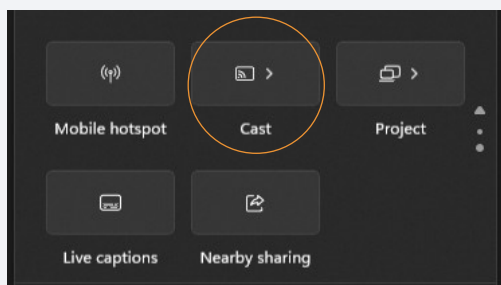 Mobile hotspot
Cast
Project
Live captions
Nearby sharing